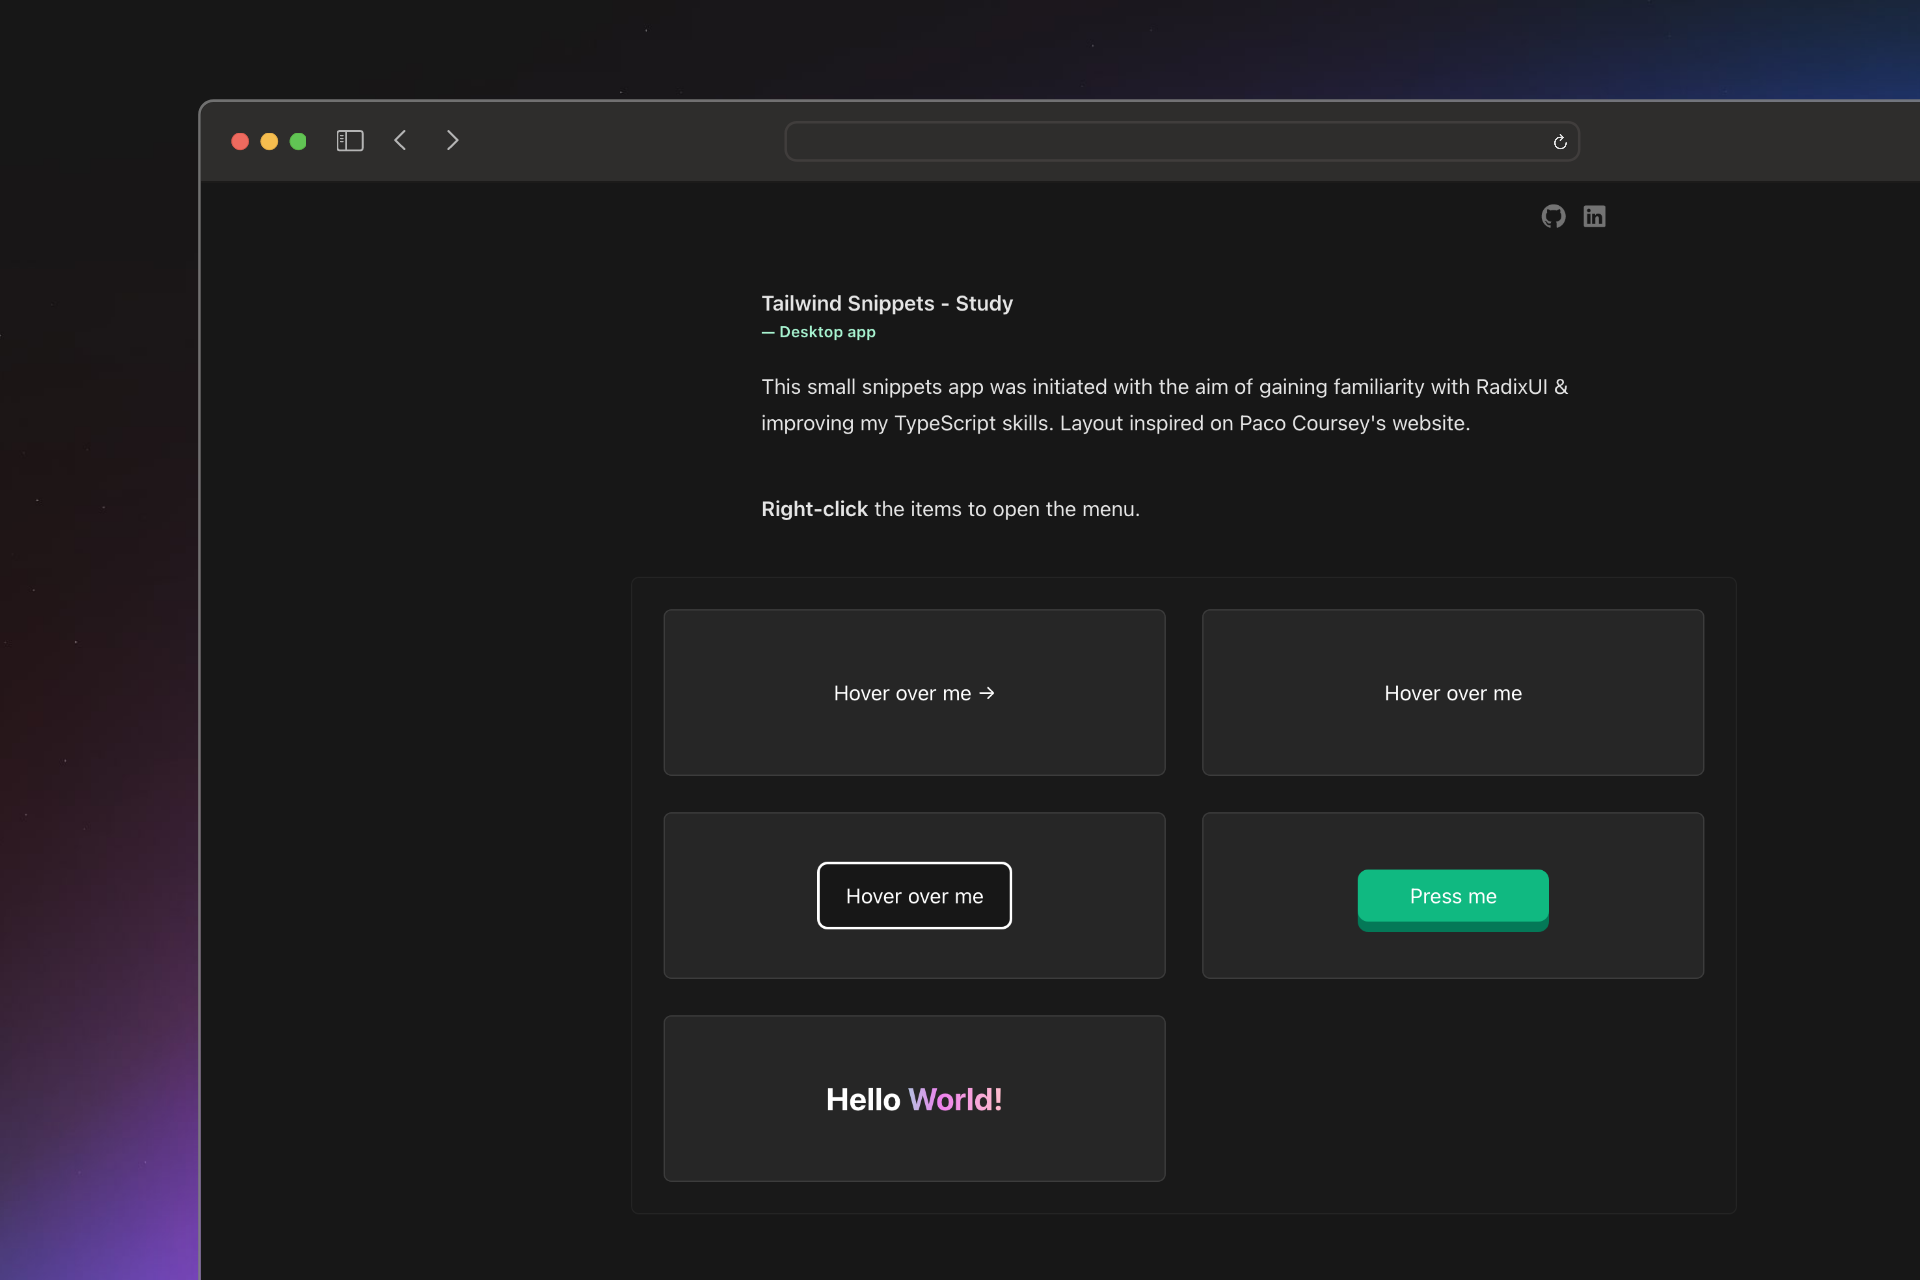 Tailwind Snippets - Study
— Desktop app
This small snippets app was initiated with the aim of gaining familiarity with RadixUI &
improving my TypeScript skills. Layout inspired on Paco Coursey's website.
Right-click the items to open the menu.
Hover over me →
Hover over me
Hover over me
Press me
Hello World!